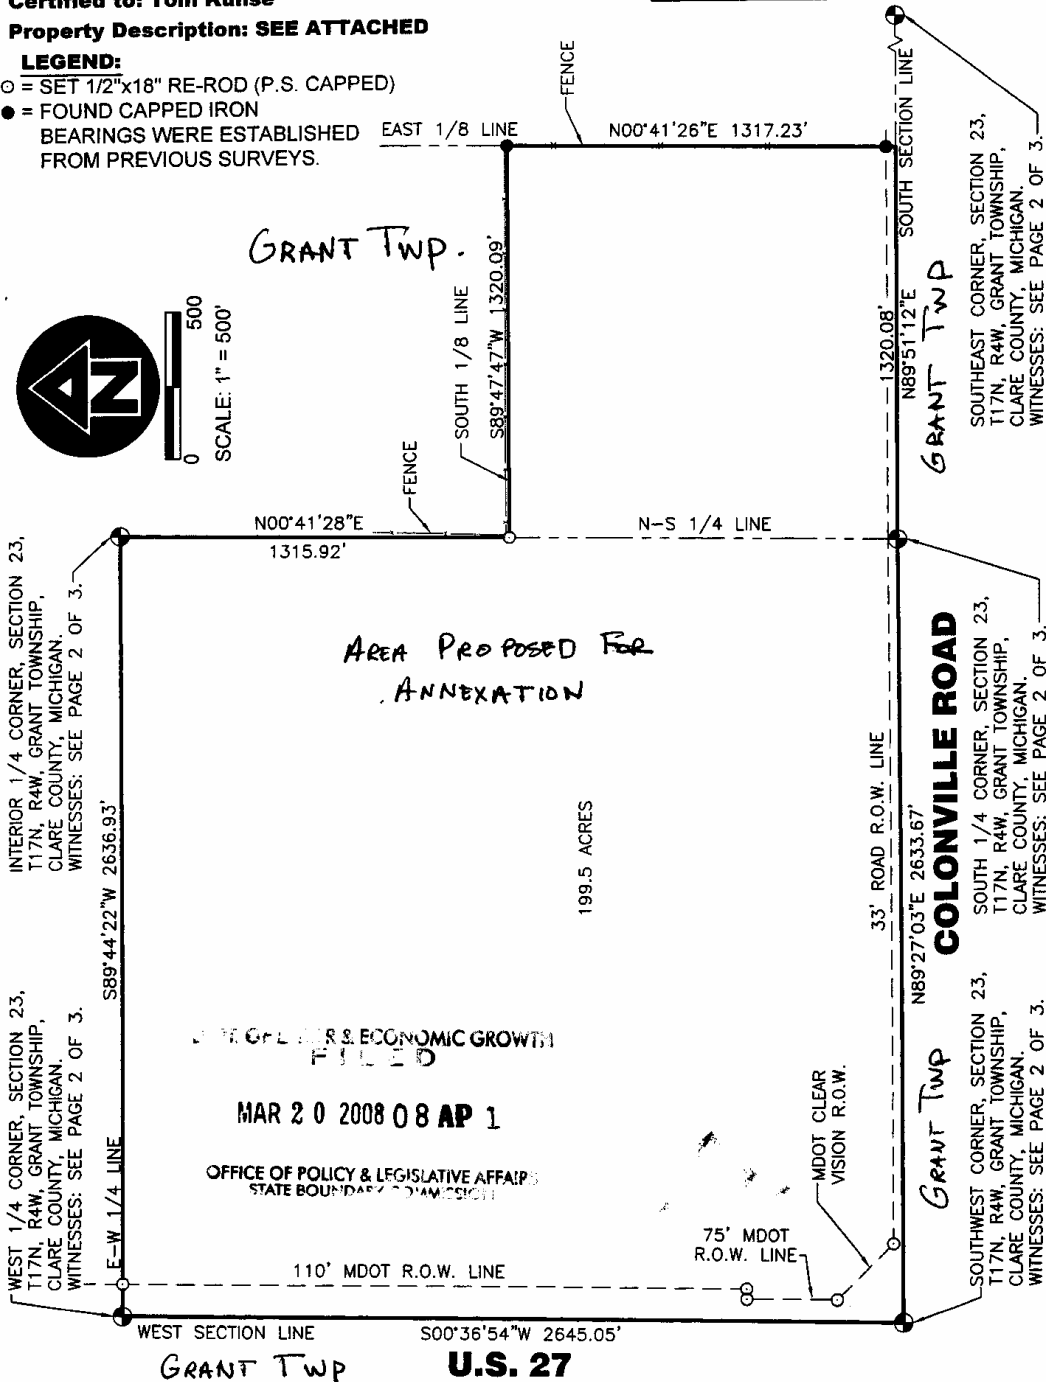 Certified to: Tom Kunse
Property Description: SEE ATTACHED
LEGEND:
= SET 1/2"x18" RE-ROD (P.S. CAPPED)
= FOUND CAPPED IRON
BEARINGS WERE ESTABLISHED
FROM PREVIOUS SURVEYS.
EAST 1/8 LINE
FENCE
N00°41'26"E 1317.23'
SOUTH SECTION LINE
SOUTHEAST CORNER, SECTION 23,
T17N, R4W, GRANT TOWNSHIP,
CLARE COUNTY, MICHIGAN.
WITNESSES: SEE PAGE 2 OF 3.
GRANT TWP.
N
0
500
SCALE: 1" = 500'
SOUTH 1/8 LINE
S89°47'47"W 1320.09'
1320.08'
N89°51'12"E
GRANT TWP
FENCE
N00°41'28"E
1315.92'
N-S 1/4 LINE
INTERIOR 1/4 CORNER, SECTION 23,
T17N, R4W, GRANT TOWNSHIP,
CLARE COUNTY, MICHIGAN.
WITNESSES: SEE PAGE 2 OF 3.
AREA PROPOSED FOR
ANNEXATION
S89°44'22"W 2636.93'
199.5 ACRES
33' ROAD R.O.W. LINE
N89°27'03"E 2633.67'
COLONVILLE ROAD
SOUTH 1/4 CORNER, SECTION 23,
T17N, R4W, GRANT TOWNSHIP,
CLARE COUNTY, MICHIGAN.
WITNESSES: SEE PAGE 2 OF 3.
WEST 1/4 CORNER, SECTION 23,
T17N, R4W, GRANT TOWNSHIP,
CLARE COUNTY, MICHIGAN.
WITNESSES: SEE PAGE 2 OF 3.
E-W 1/4 LINE
& ECONOMIC GROWTH
FILED
MAR 20 2008 08 AP 1
OFFICE OF POLICY & LEGISLATIVE AFFAIRS
STATE BOUNDARY COMMISSION
MDOT CLEAR
VISION R.O.W.
75' MDOT
R.O.W. LINE
110' MDOT R.O.W. LINE
GRANT TWP
SOUTHWEST CORNER, SECTION 23,
T17N, R4W, GRANT TOWNSHIP,
CLARE COUNTY, MICHIGAN.
WITNESSES: SEE PAGE 2 OF 3.
WEST SECTION LINE
S00°36'54"W 2645.05'
GRANT TWP
U.S. 27